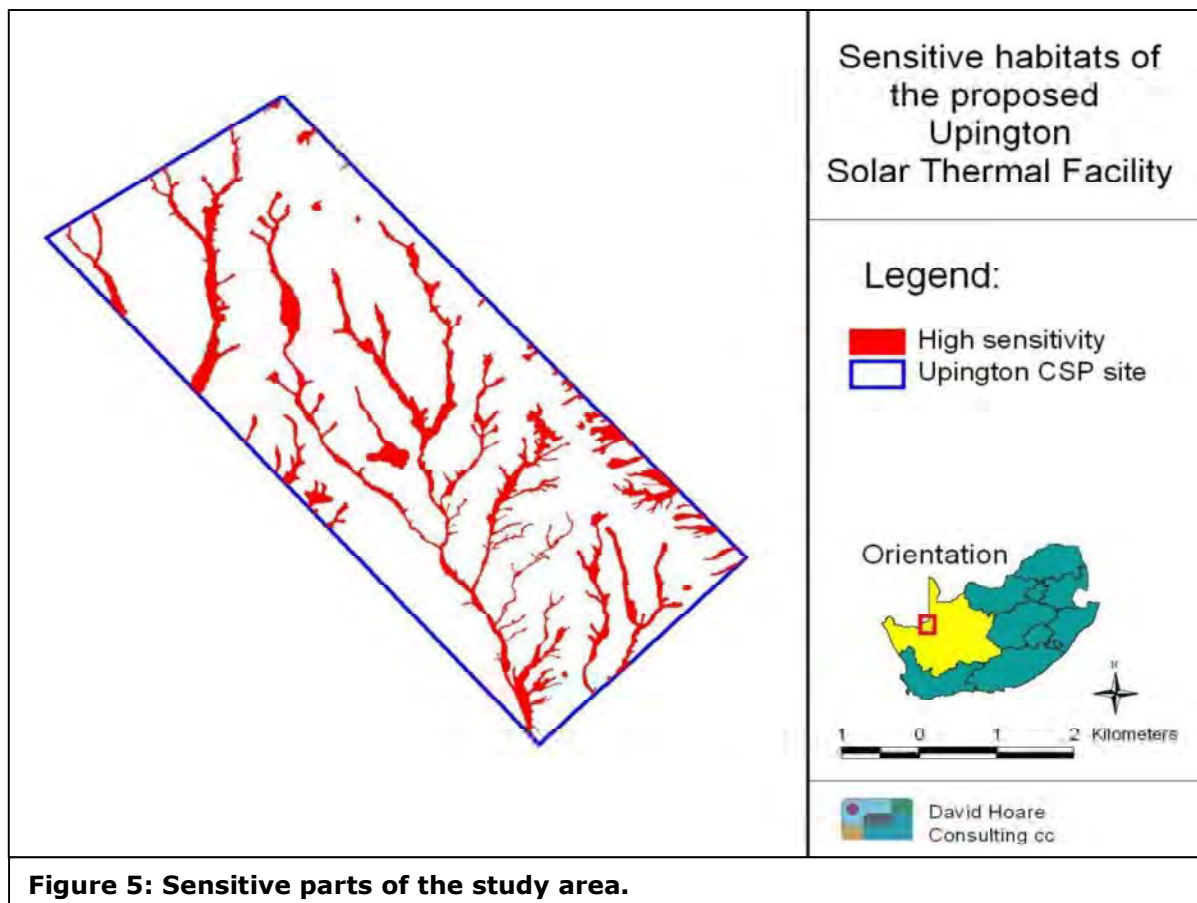 Sensitive habitats of
the proposed
Upington
Solar Thermal Facility
Legend:
High sensitivity
Upington CSP site
Orientation
N
1 0 1 2 Kilometers
David Hoare
Consulting cc
Figure 5: Sensitive parts of the study area.